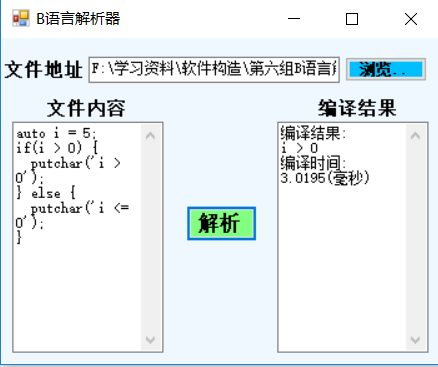 B语言解析器
文件地址 F:\学习资料\软件构造\第六组B语言 浏览..
文件内容
编译结果
auto i = 5;
if(i > 0) {
putchar('i >
0');
} else {
putchar('i <=
0');
}
解析
编译结果:
i > 0
编译时间:
3.0195(毫秒)